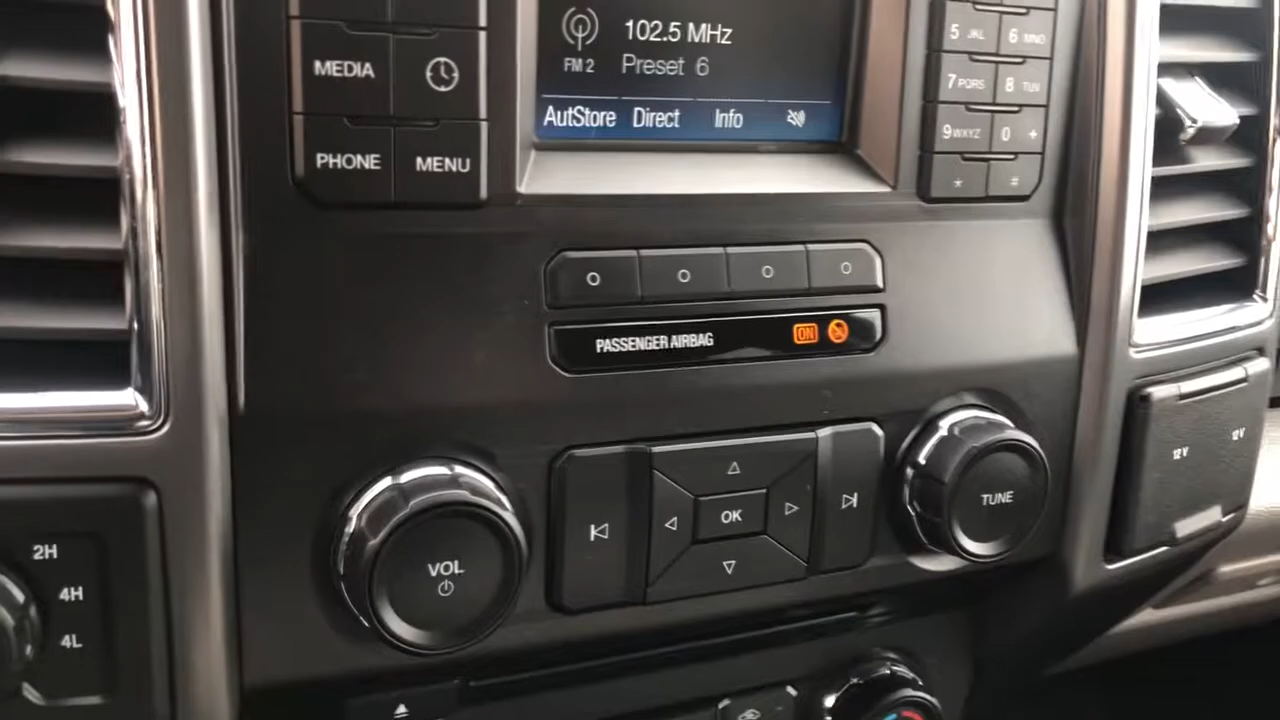 102.5 MHz
FM 2
Preset 6
AutStore Direct Info
MEDIA
PHONE
MENU
5 JKL
6 MNO
7 PQRS
8 TUV
9 WXYZ
0 +
*
#
PASSENGER AIRBAG ON
VOL
OK
TUNE
12 V
12 V
2H
4H
4L